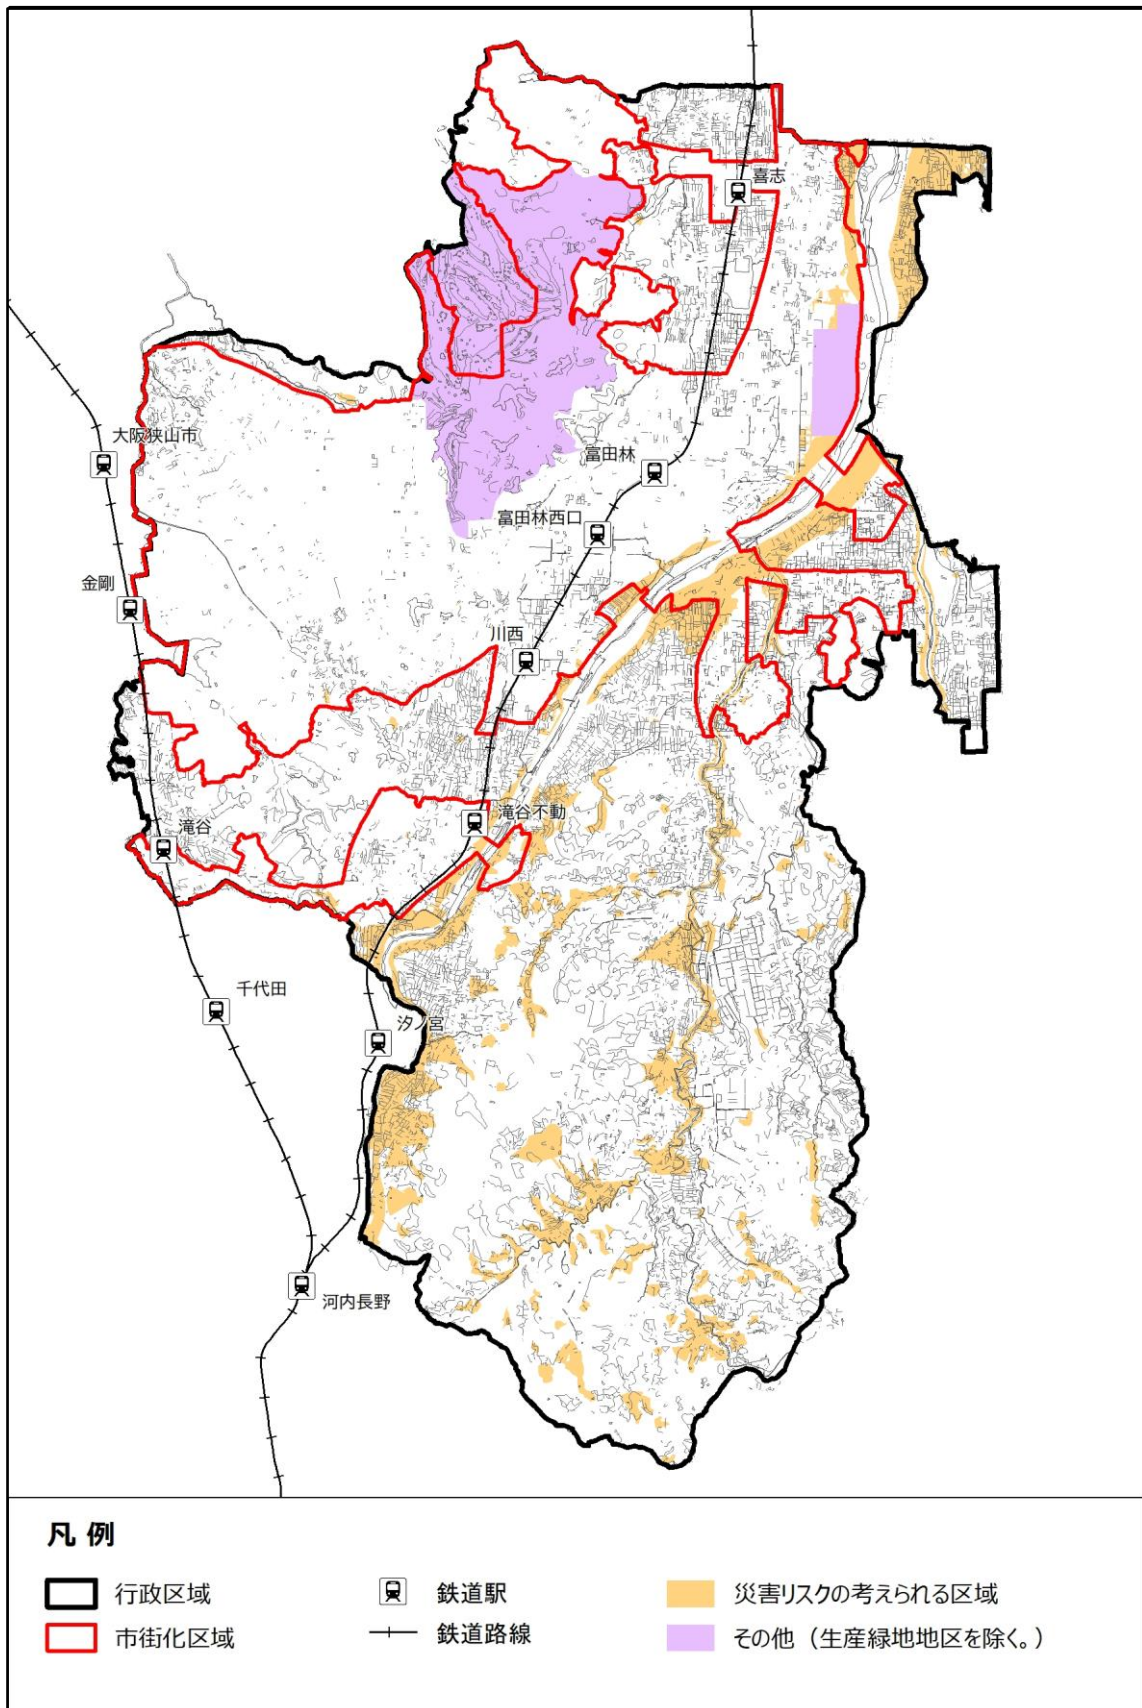 喜志
大阪狭山市
富田林
富田林西口
金剛
川西
滝谷不動
滝谷
千代田
汐ノ宮
河内長野
凡 例
行政区域
鉄道駅
災害リスクの考えられる区域
市街化区域
鉄道路線
その他（生産緑地地区を除く。）